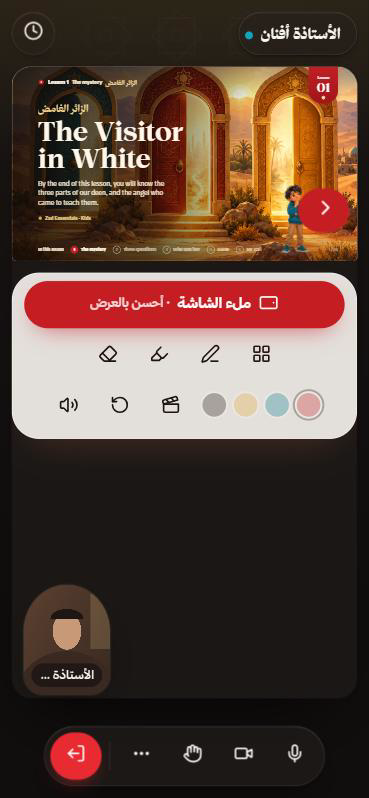 الأستاذة أفنان
Lesson 1 The mystery الزائر الغامض
Lesson
01
الزائر الغامض
The Visitor
in White
By the end of this lesson, you will know the
three parts of our deen, and the angel who
came to teach them.
Zad Essentials · Kids
The mystery
ملء الشاشة · أحسن بالعرض
الأستاذة ...